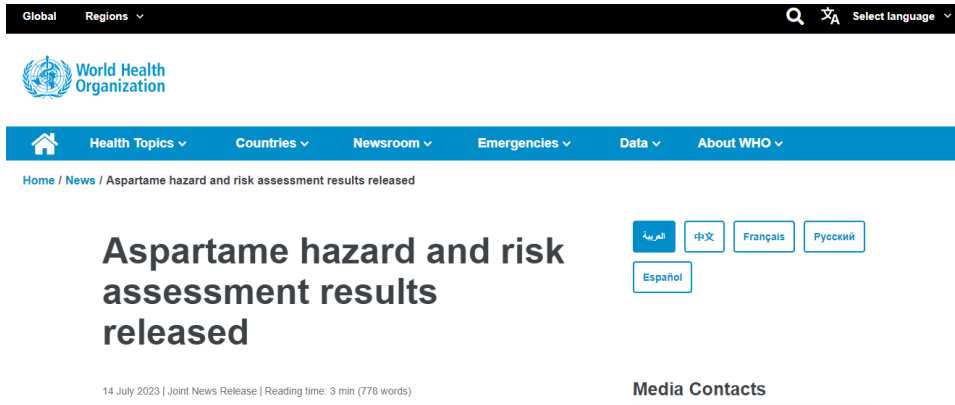 Global Regions Select language
World Health
Organization
Health Topics Countries Newsroom Emergencies Data About WHO
Home / News / Aspartame hazard and risk assessment results released
Aspartame hazard and risk
assessment results
released
العربية 中文 Français Русский
Español
14 July 2023 | Joint News Release | Reading time: 3 min (778 words)
Media Contacts